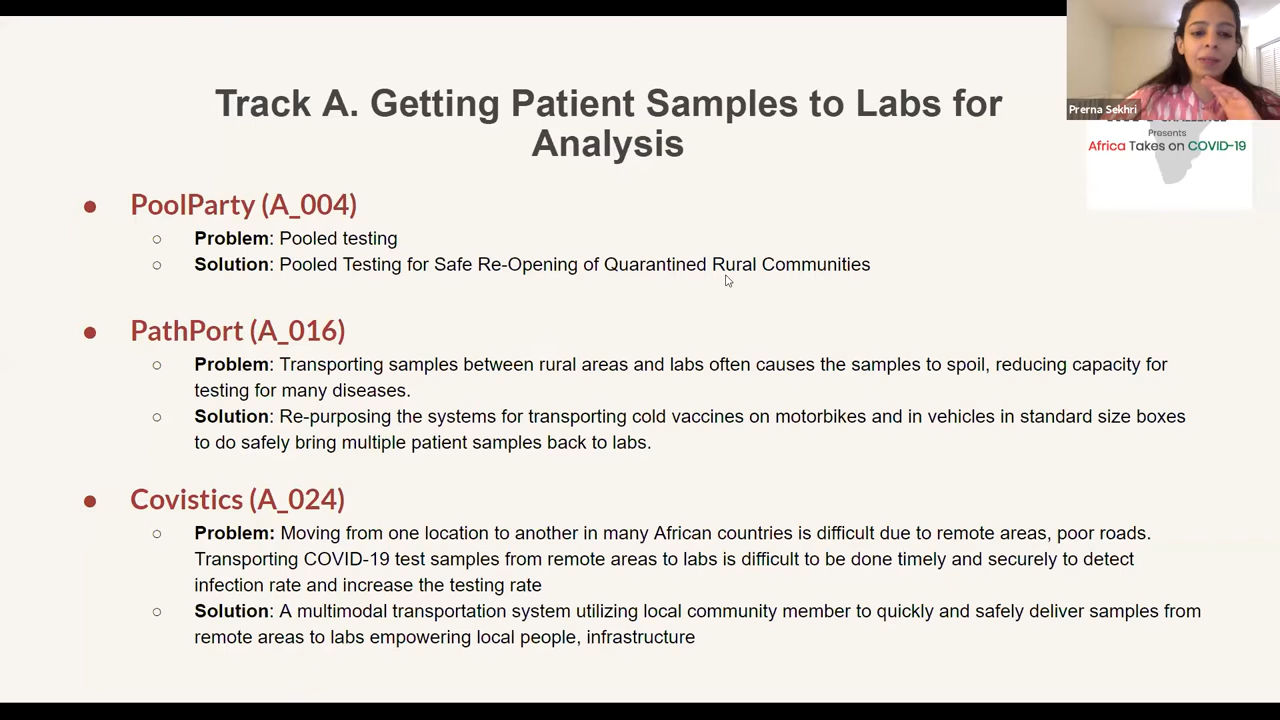 Track A. Getting Patient Samples to Labs for
Analysis
Prerna Sekhri
Presents
Africa Takes on COVID-19
● PoolParty (A_004)
○ Problem: Pooled testing
○ Solution: Pooled Testing for Safe Re-Opening of Quarantined Rural Communities
● PathPort (A_016)
○ Problem: Transporting samples between rural areas and labs often causes the samples to spoil, reducing capacity for
testing for many diseases.
○ Solution: Re-purposing the systems for transporting cold vaccines on motorbikes and in vehicles in standard size boxes
to do safely bring multiple patient samples back to labs.
● Covistics (A_024)
○ Problem: Moving from one location to another in many African countries is difficult due to remote areas, poor roads.
Transporting COVID-19 test samples from remote areas to labs is difficult to be done timely and securely to detect
infection rate and increase the testing rate
○ Solution: A multimodal transportation system utilizing local community member to quickly and safely deliver samples from
remote areas to labs empowering local people, infrastructure